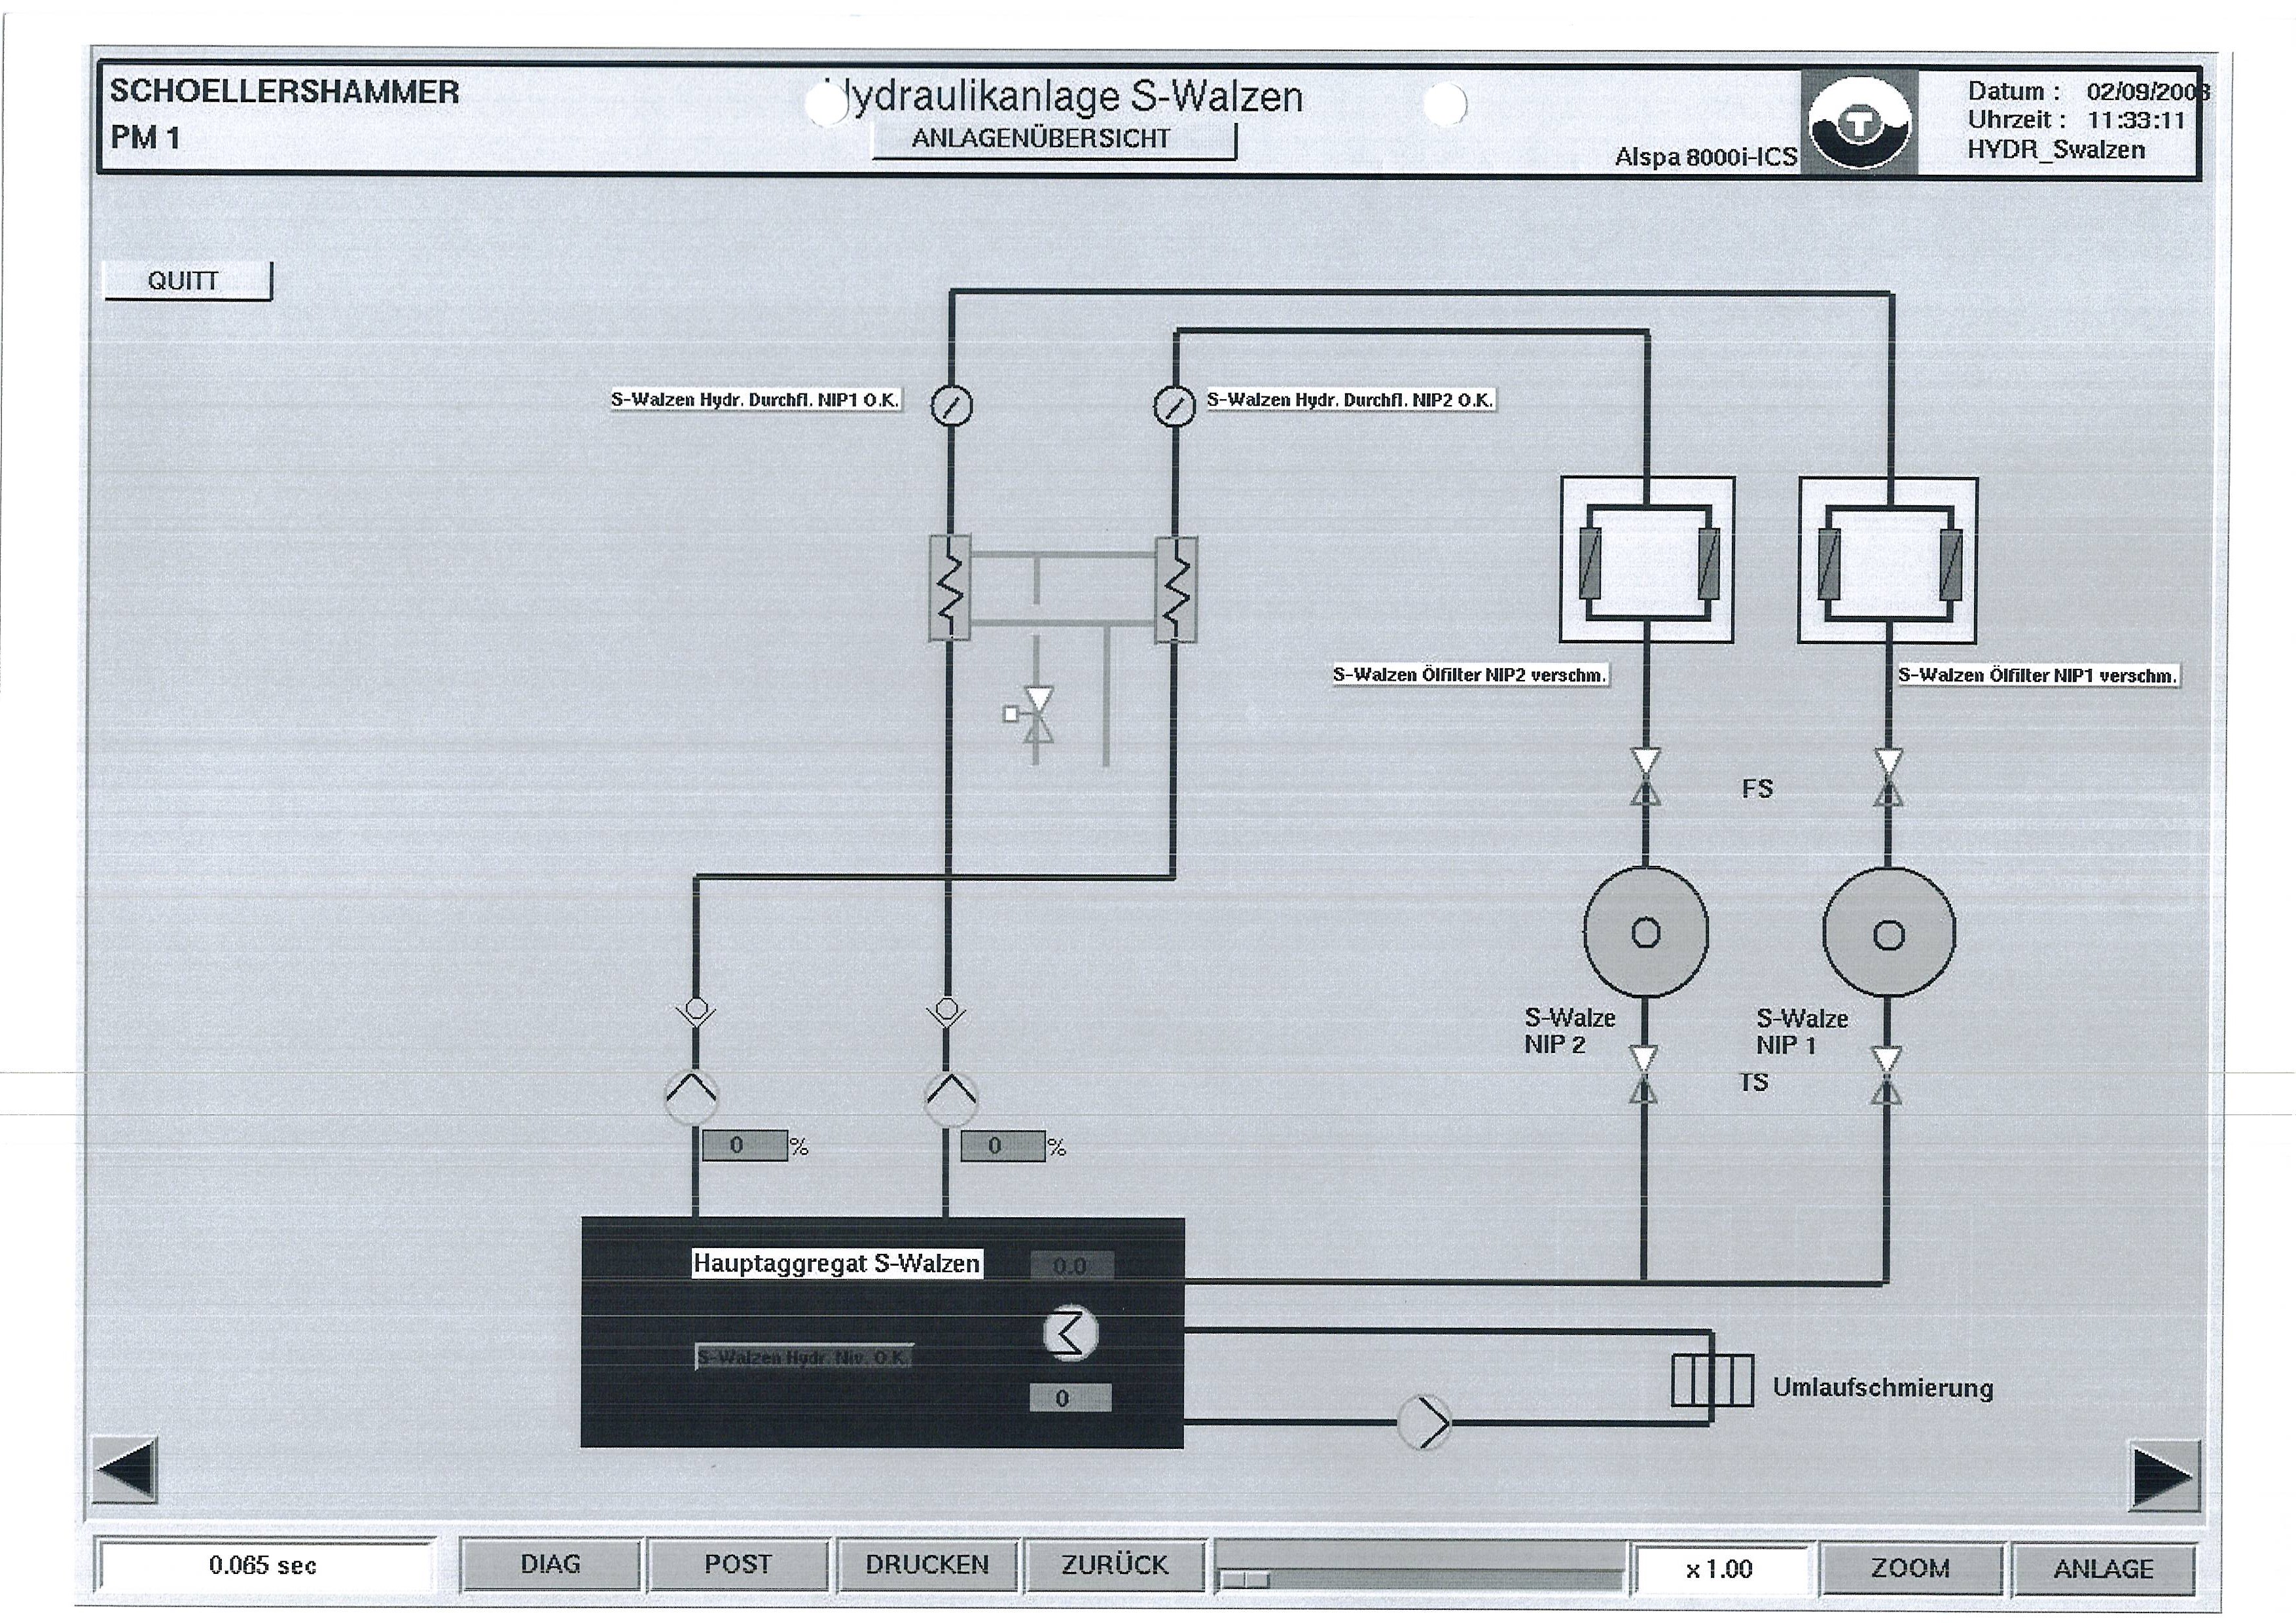 SCHOELLERSHAMMER
PM 1
ydraulikanlage S-Walzen
ANLAGENÜBERSICHT
Alspa 8000i-ICS
T
Datum : 02/09/2003
Uhrzeit : 11:33:11
HYDR_Swalzen
QUITT
S-Walzen Hydr. Durchfl. NIP1 O.K.
S-Walzen Hydr. Durchfl. NIP2 O.K.
S-Walzen Ölfilter NIP2 verschm.
S-Walzen Ölfilter NIP1 verschm.
FS
S-Walze
NIP 2
S-Walze
NIP 1
TS
0 %
0 %
Hauptaggregat S-Walzen
0.0
S-Walzen Hydr. Niv. O.K.
0
Umlaufschmierung
0.065 sec
DIAG
POST
DRUCKEN
ZURÜCK
x 1.00
ZOOM
ANLAGE